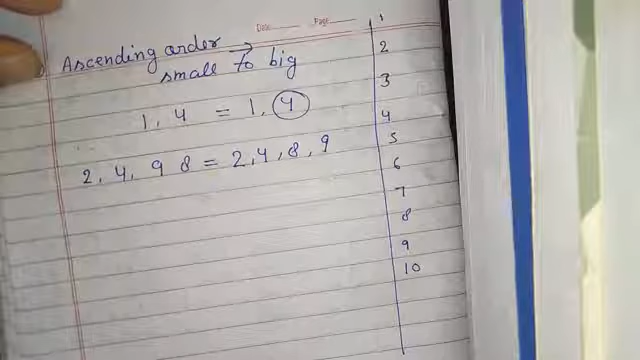 Date Page
Ascending order →
small to big
1, 4 = 1, 4
2, 4, 9 8 = 2, 4, 8, 9
1
2
3
4
5
6
7
8
9
10